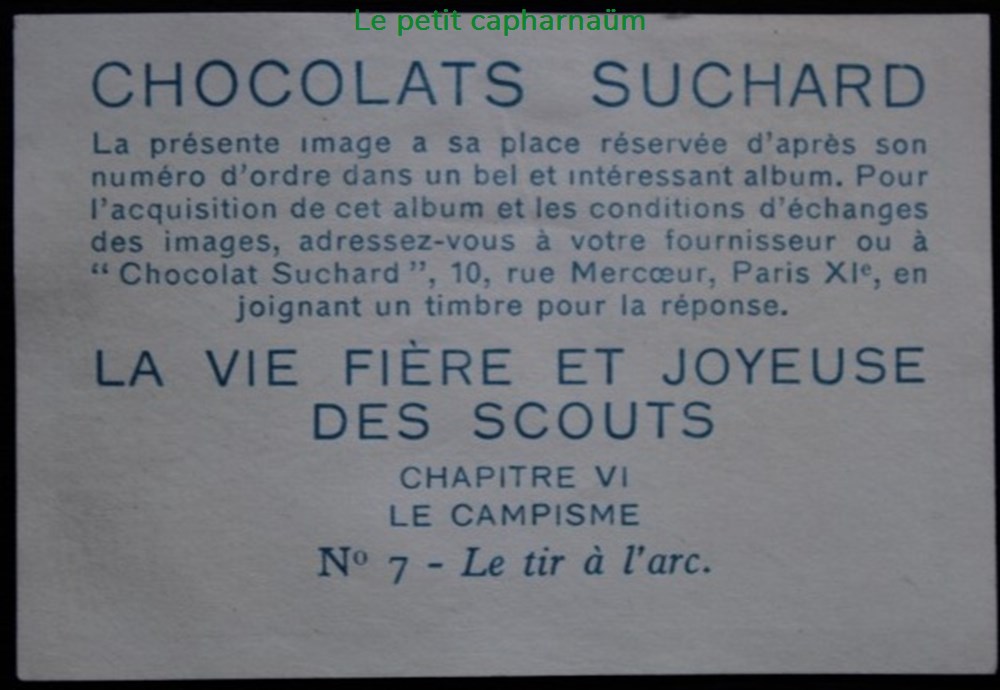 Le petit capharnaüm
CHOCOLATS SUCHARD
La présente image a sa place réservée d'après son
numéro d'ordre dans un bel et intéressant album. Pour
l'acquisition de cet album et les conditions d'échanges
des images, adressez-vous à votre fournisseur ou à
“ Chocolat Suchard ”, 10, rue Mercœur, Paris XIe, en
joignant un timbre pour la réponse.
LA VIE FIÈRE ET JOYEUSE
DES SCOUTS
CHAPITRE VI
LE CAMPISME
Nº 7 - Le tir à l'arc.